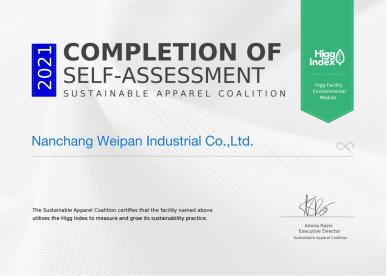 2021
COMPLETION OF
SELF-ASSESSMENT
SUSTAINABLE APPAREL COALITION
Higg
Index
Higg Facility
Environmental
Module
Nanchang Weipan Industrial Co.,Ltd.
The Sustainable Apparel Coalition certifies that the facility named above
utilizes the Higg Index to measure and grow its sustainability practice.
Amina Razvi
Executive Director
Sustainable Apparel Coalition